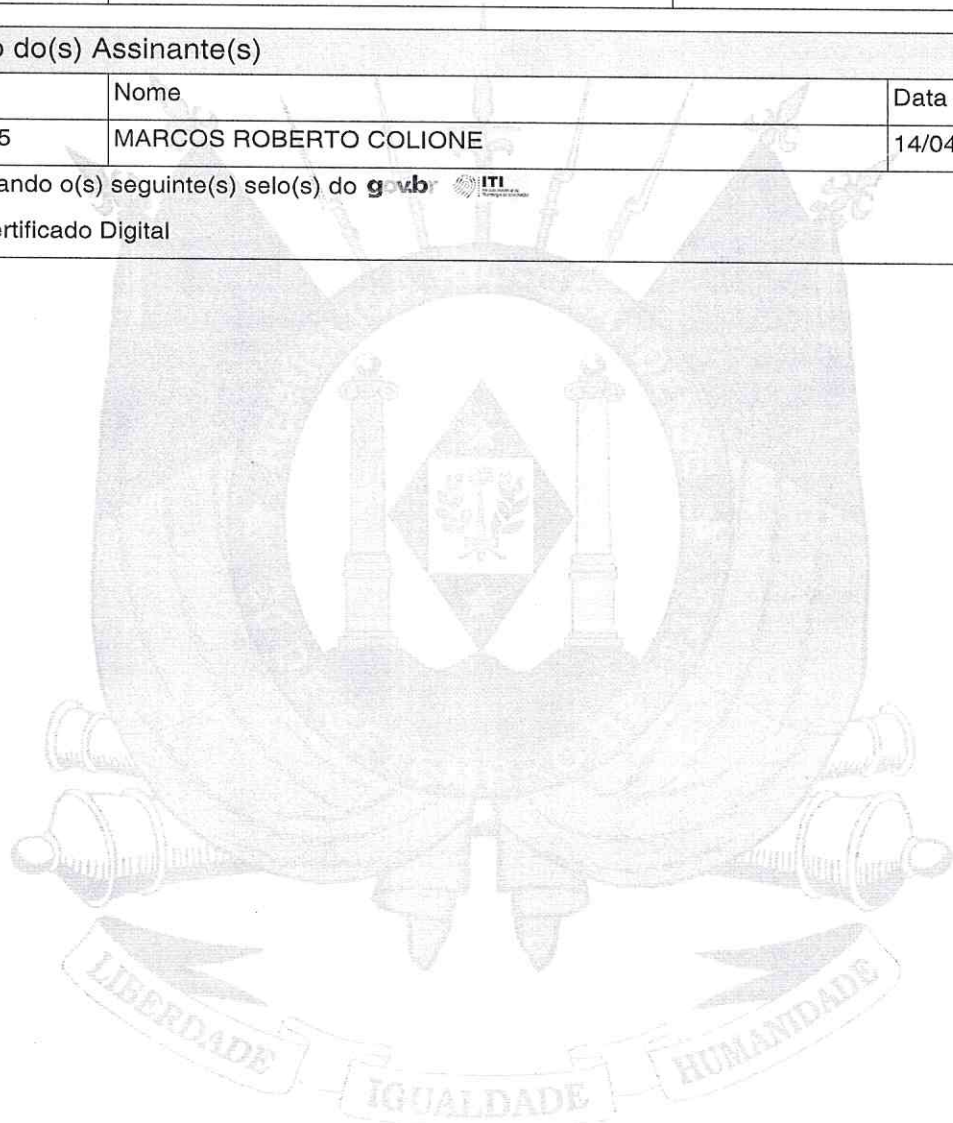 o do(s) Assinante(s)
Nome
Data
5
MARCOS ROBERTO COLIONE
14/04
ando o(s) seguinte(s) selo(s) do gov.br ITI
ertificado Digital
LIBERDADE
IGUALDADE
HUMANIDADE